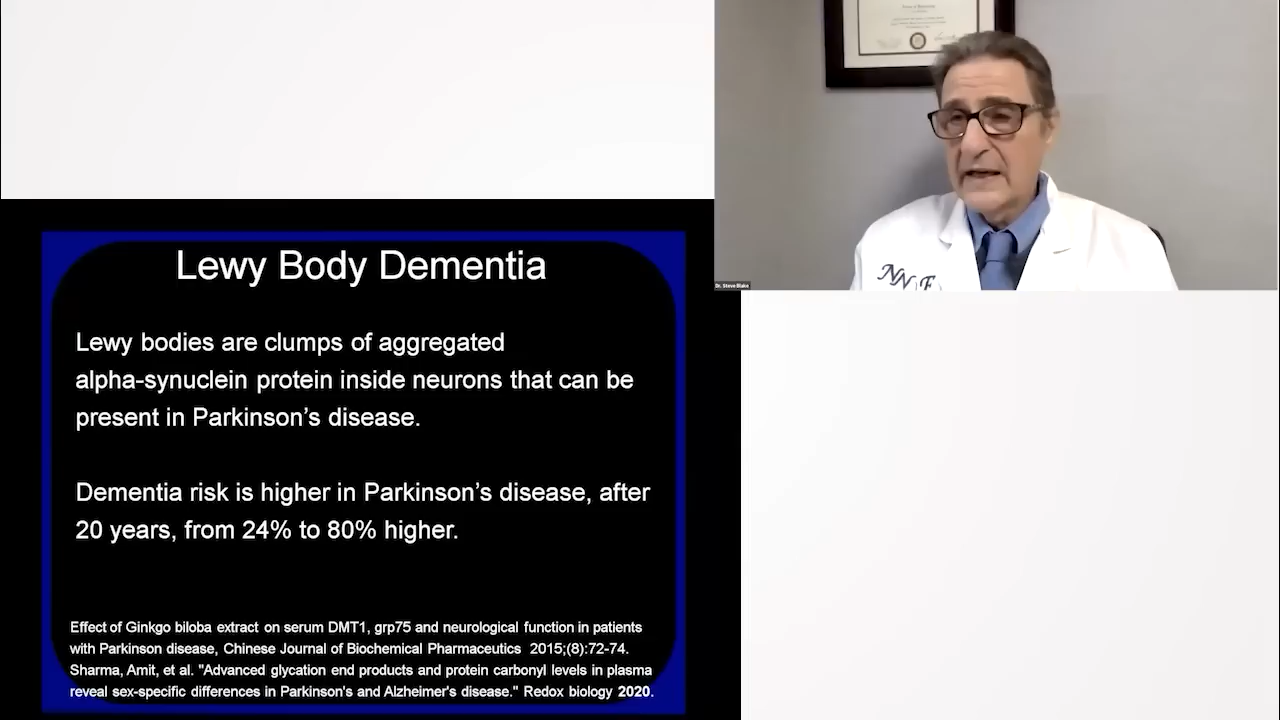 Lewy Body Dementia
Lewy bodies are clumps of aggregated
alpha-synuclein protein inside neurons that can be
present in Parkinson's disease.
Dementia risk is higher in Parkinson's disease, after
20 years, from 24% to 80% higher.
Effect of Ginkgo biloba extract on serum DMT1, grp75 and neurological function in patients
with Parkinson disease, Chinese Journal of Biochemical Pharmaceutics 2015;(8):72-74.
Sharma, Amit, et al. "Advanced glycation end products and protein carbonyl levels in plasma
reveal sex-specific differences in Parkinson's and Alzheimer's disease." Redox biology 2020.
NN F
Dr. Steve Blake